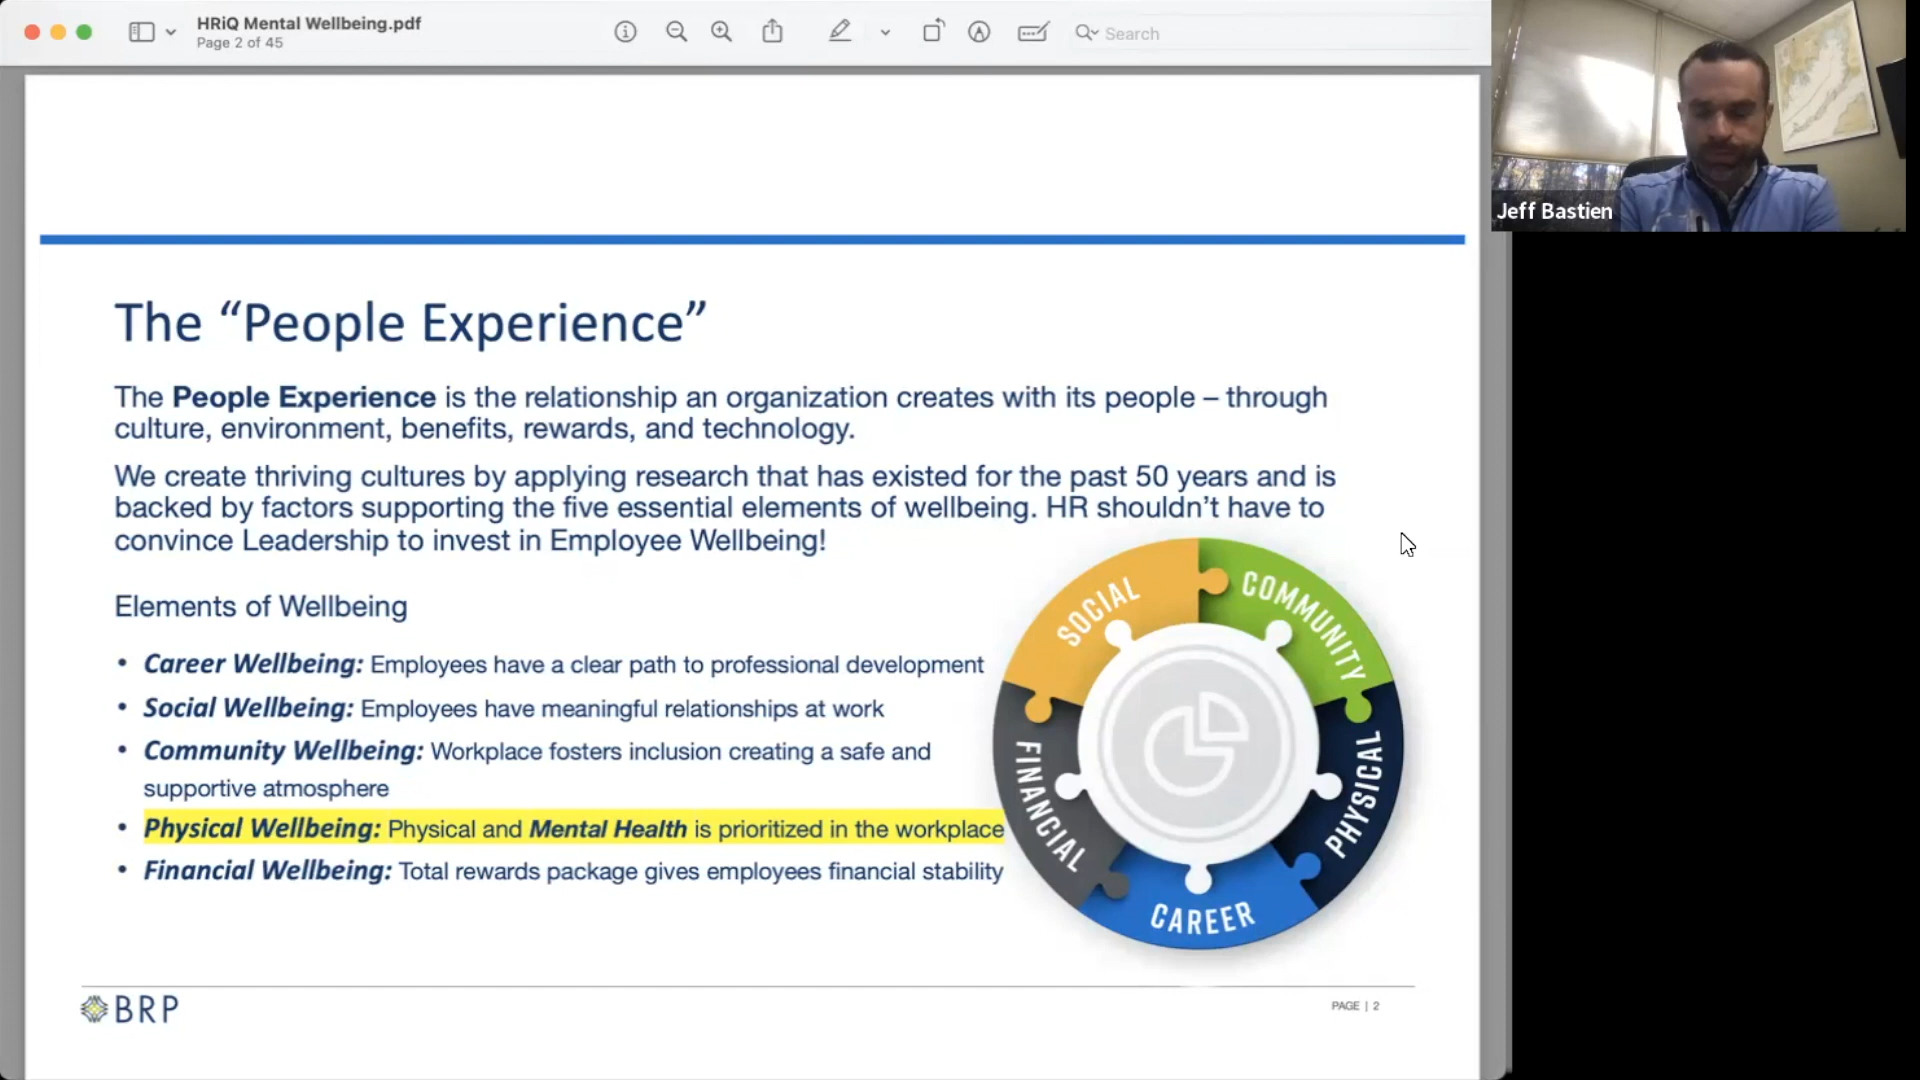 HRiQ Mental Wellbeing.pdf
Page 2 of 45
Search
Jeff Bastien
The “People Experience”
The People Experience is the relationship an organization creates with its people – through
culture, environment, benefits, rewards, and technology.
We create thriving cultures by applying research that has existed for the past 50 years and is
backed by factors supporting the five essential elements of wellbeing. HR shouldn’t have to
convince Leadership to invest in Employee Wellbeing!
Elements of Wellbeing
• Career Wellbeing: Employees have a clear path to professional development
• Social Wellbeing: Employees have meaningful relationships at work
• Community Wellbeing: Workplace fosters inclusion creating a safe and
supportive atmosphere
• Physical Wellbeing: Physical and Mental Health is prioritized in the workplace
• Financial Wellbeing: Total rewards package gives employees financial stability
SOCIAL
COMMUNITY
PHYSICAL
CAREER
FINANCIAL
BRP
PAGE | 2